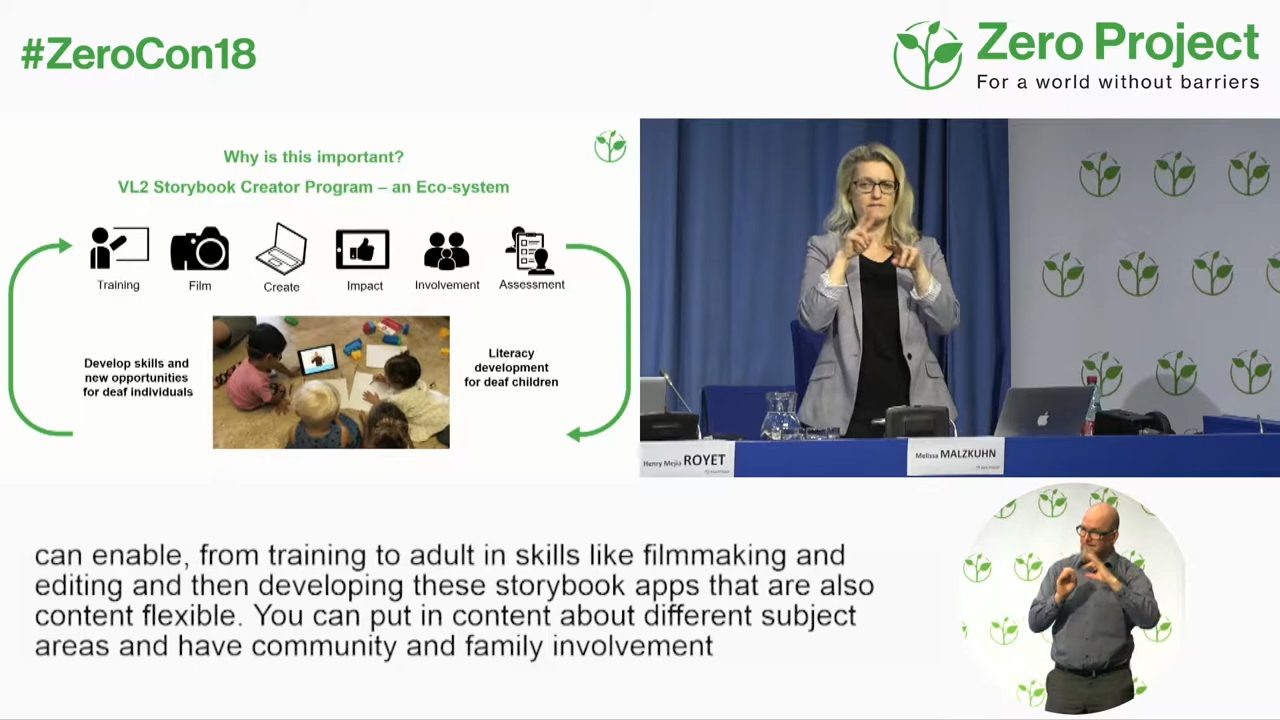 #ZeroCon18
Zero Project
For a world without barriers
Why is this important?
VL2 Storybook Creator Program – an Eco-system
Training
Film
Create
Impact
Involvement
Assessment
Develop skills and
new opportunities
for deaf individuals
Literacy
development
for deaf children
Henry Mejia ROYET
Melissa MALZKUHN
can enable, from training to adult in skills like filmmaking and
editing and then developing these storybook apps that are also
content flexible. You can put in content about different subject
areas and have community and family involvement